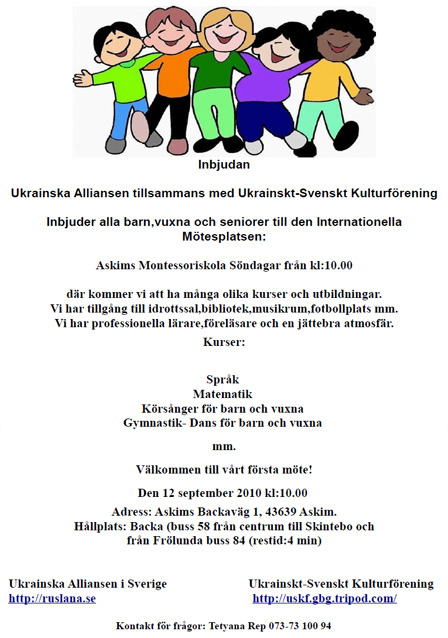 Inbjudan
Ukrainska Alliansen tillsammans med Ukrainskt-Svenskt Kulturförening
Inbjuder alla barn,vuxna och seniorer till den Internationella
Mötesplatsen:
Askims Montessoriskola Söndagar från kl:10.00
där kommer vi att ha många olika kurser och utbildningar.
Vi har tillgång till idrottssal,bibliotek,musikrum,fotbollplats mm.
Vi har professionella lärare,föreläsare och en jättebra atmosfär.
Kurser:
Språk
Matematik
Körsånger för barn och vuxna
Gymnastik- Dans för barn och vuxna
mm.
Välkommen till vårt första möte!
Den 12 september 2010 kl:10.00
Adress: Askims Backaväg 1, 43639 Askim.
Hållplats: Backa (buss 58 från centrum till Skintebo och
från Frölunda buss 84 (restid:4 min)
Ukrainska Alliansen i Sverige
http://ruslana.se
Ukrainskt-Svenskt Kulturförening
http://uskf.gbg.tripod.com/
Kontakt för frågor: Tetyana Rep 073-73 100 94